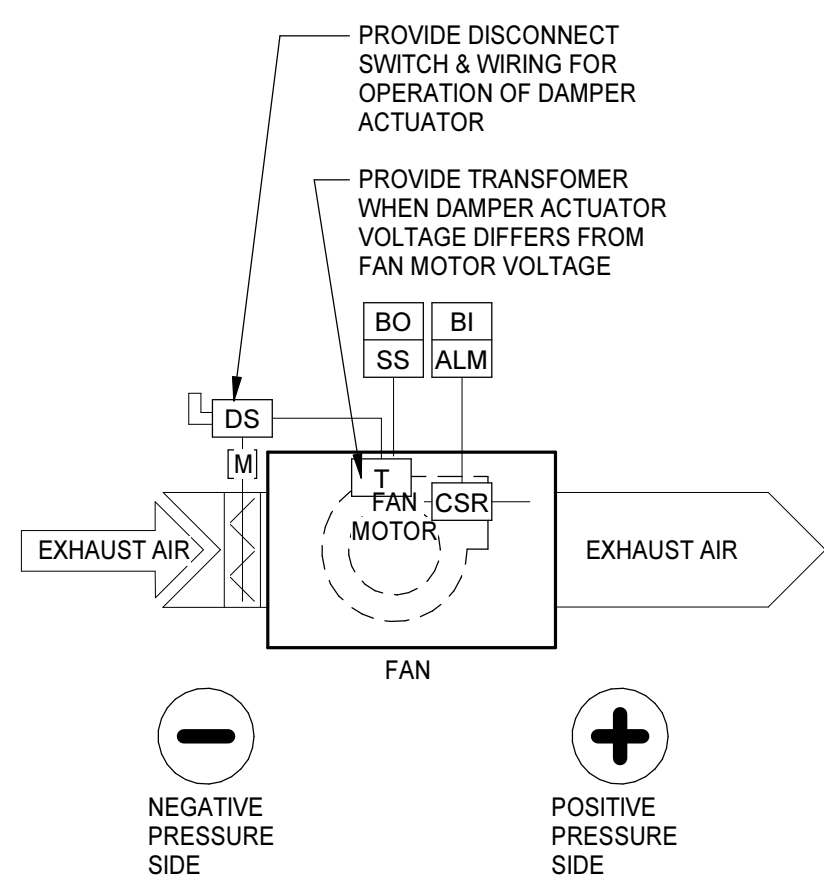 PROVIDE DISCONNECT
SWITCH & WIRING FOR
OPERATION OF DAMPER
ACTUATOR
PROVIDE TRANSFOMER
WHEN DAMPER ACTUATOR
VOLTAGE DIFFERS FROM
FAN MOTOR VOLTAGE
BO
SS
BI
ALM
DS
[M]
T
FAN
MOTOR
CSR
EXHAUST AIR
EXHAUST AIR
FAN
NEGATIVE
PRESSURE
SIDE
POSITIVE
PRESSURE
SIDE